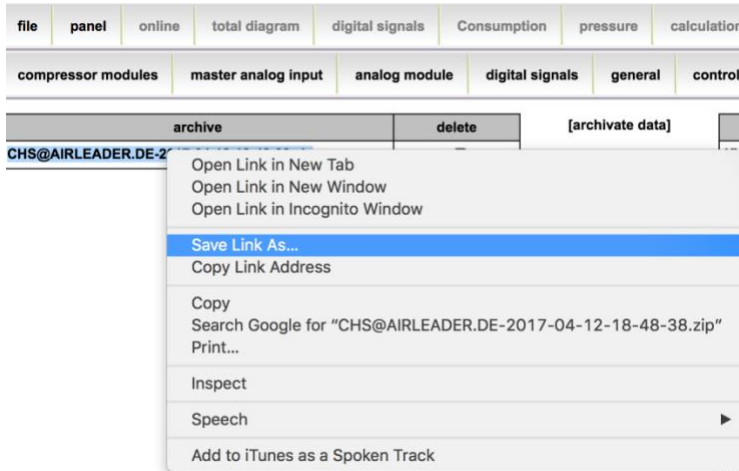 file panel online total diagram digital signals Consumption pressure calculation
compressor modules master analog input analog module digital signals general control
archive delete [archivate data]
CHS@AIRLEADER.DE-2
Open Link in New Tab
Open Link in New Window
Open Link in Incognito Window
Save Link As...
Copy Link Address
Copy
Search Google for “CHS@AIRLEADER.DE-2017-04-12-18-48-38.zip”
Print...
Inspect
Speech
Add to iTunes as a Spoken Track